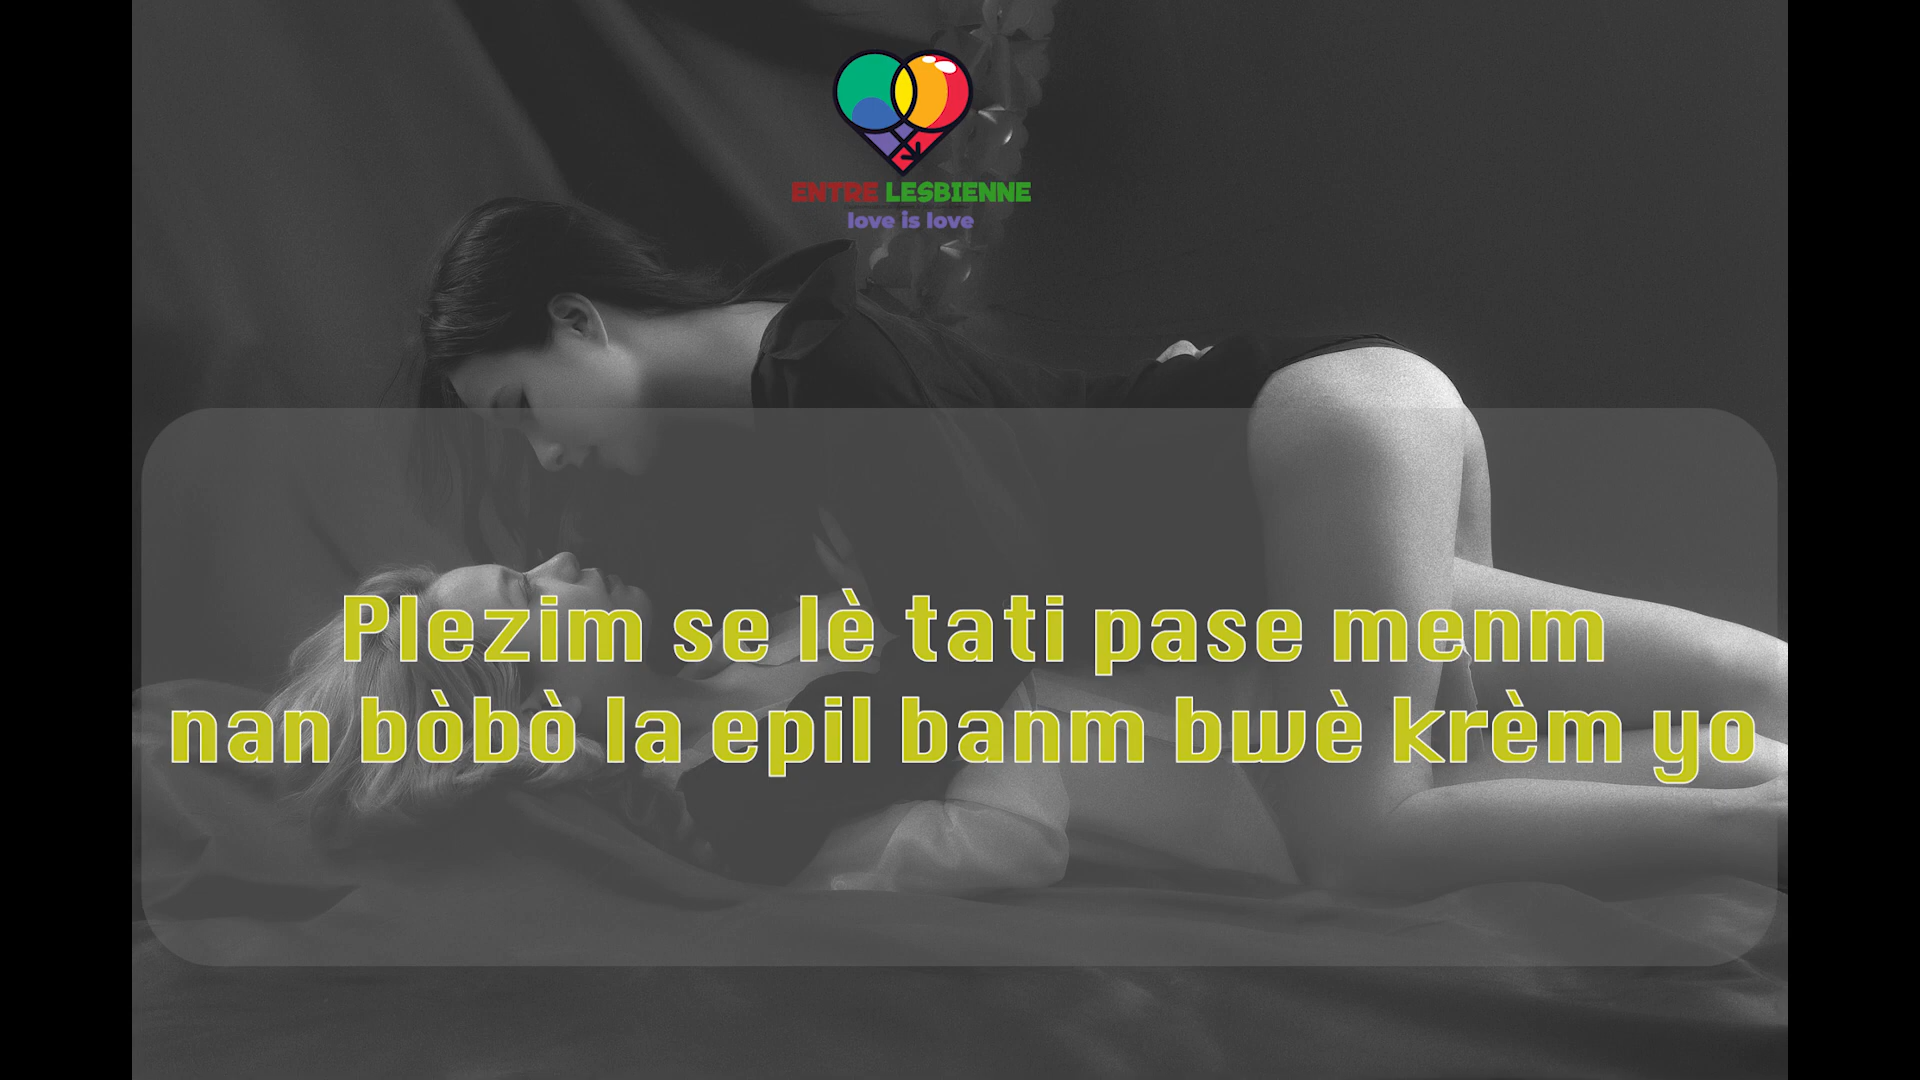 ENTRE LESBIENNE
love is love
Plezim se lè tati pase menm
nan bòbò la epil banm bwè krèm yo